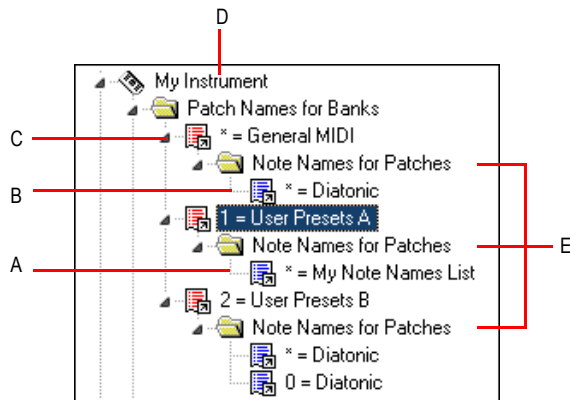 D
My Instrument
Patch Names for Banks
C
* = General MIDI
Note Names for Patches
B
* = Diatonic
1 = User Presets A
Note Names for Patches
E
A
* = My Note Names List
2 = User Presets B
Note Names for Patches
* = Diatonic
0 = Diatonic